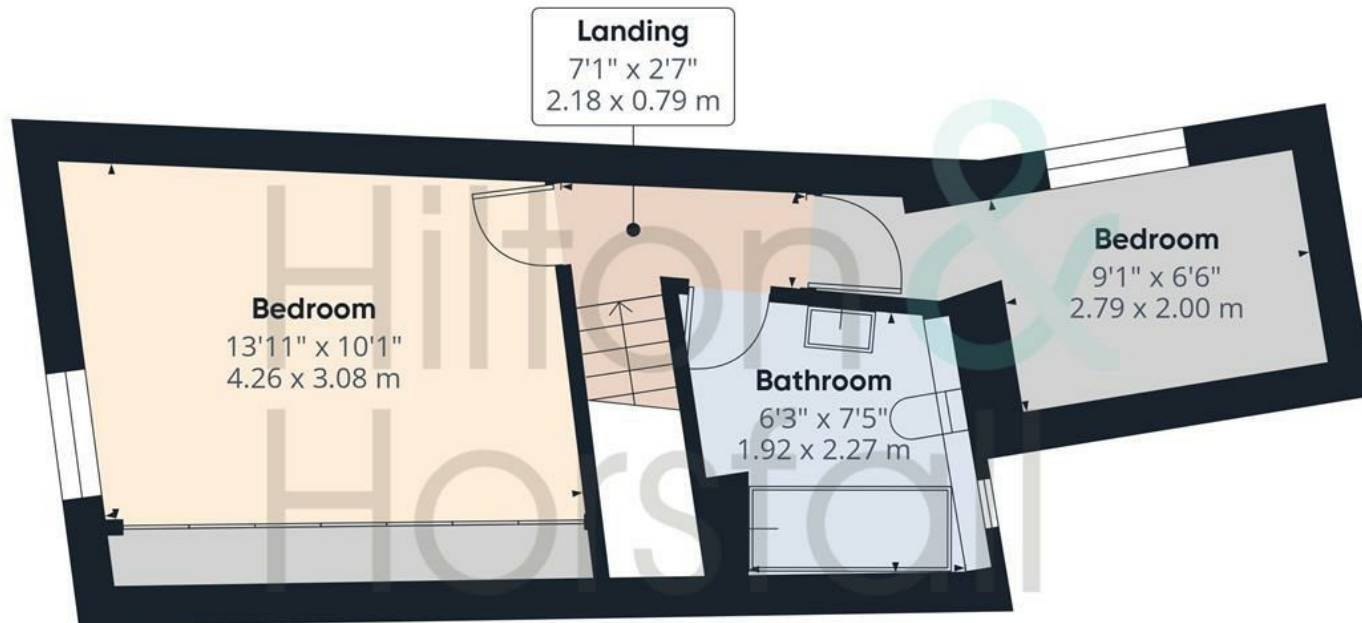 Landing
7'1" x 2'7"
2.18 x 0.79 m
Bedroom
13'11" x 10'1"
4.26 x 3.08 m
Bedroom
9'1" x 6'6"
2.79 x 2.00 m
Bathroom
6'3" x 7'5"
1.92 x 2.27 m
Hilton &
Horsfall